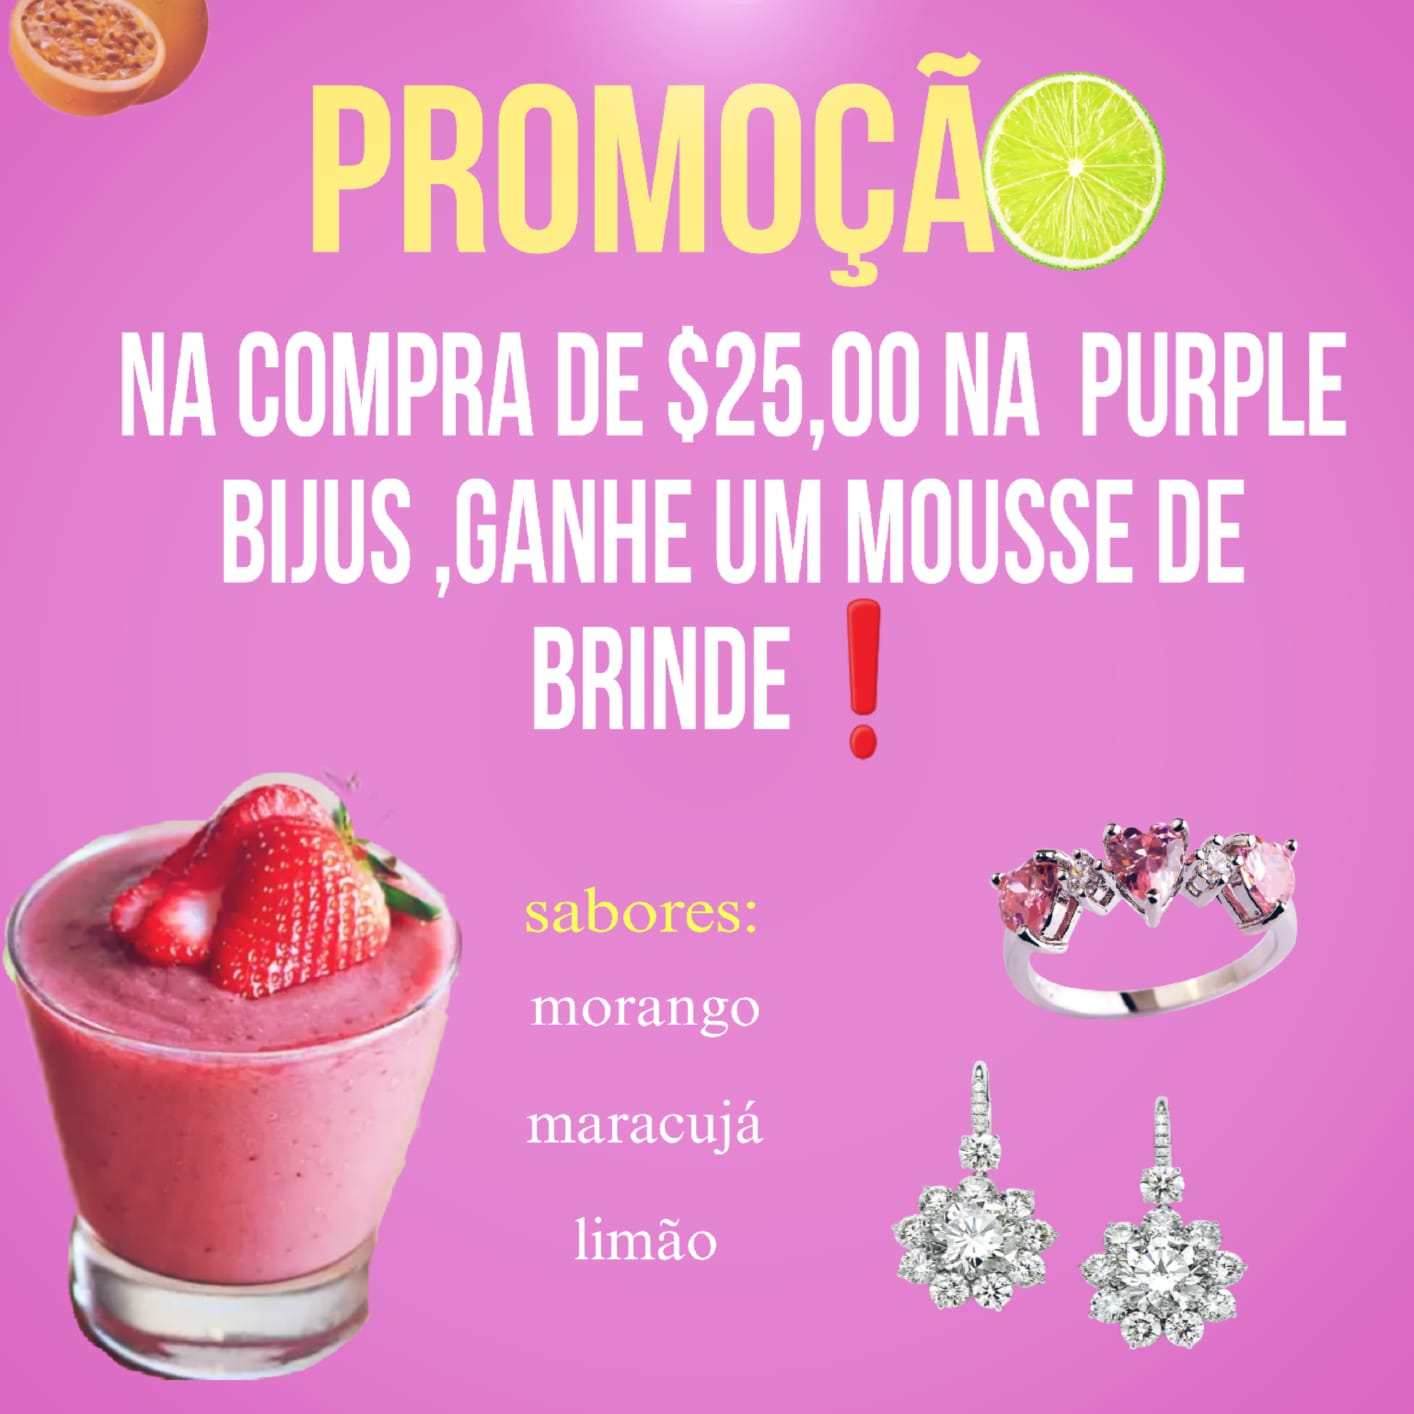 PROMOÇÃ
NA COMPRA DE $25,00 NA PURPLE
BIJUS ,GANHE UM MOUSSE DE
BRINDE❗
sabores:
morango
maracujá
limão